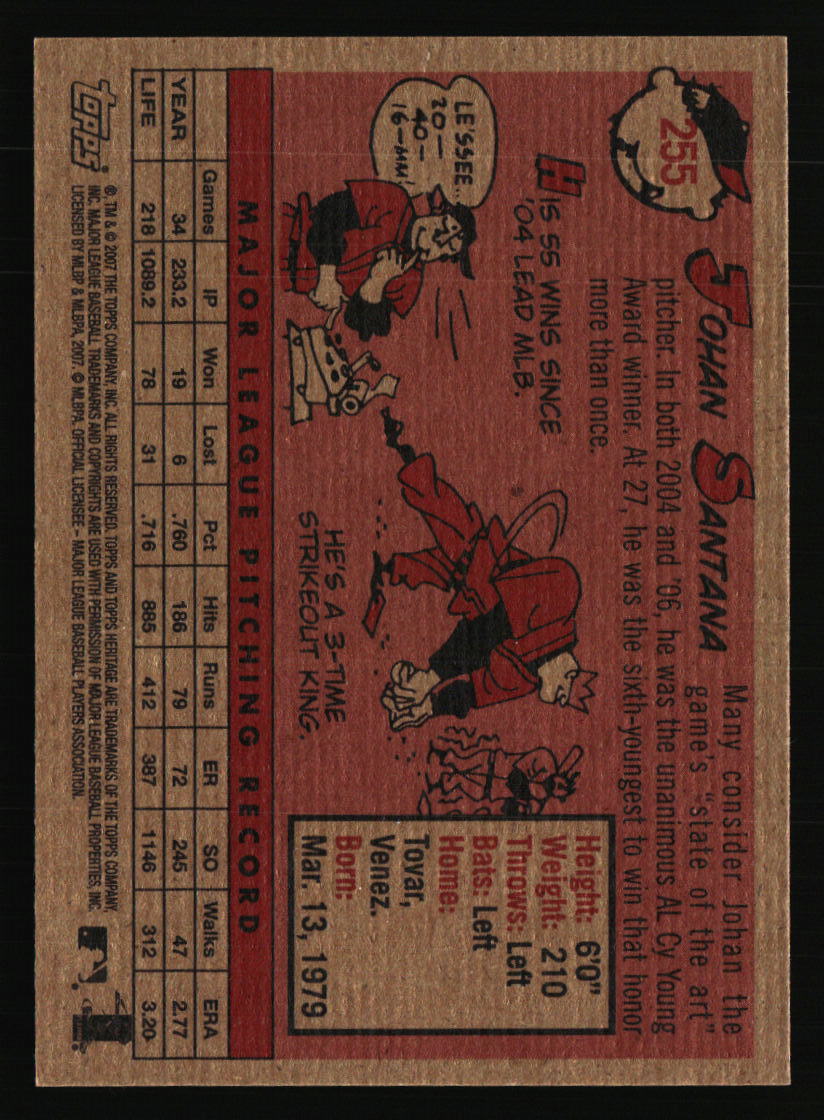 255
JOHAN SANTANA
Many consider Johan the
game's "state of the art"
pitcher. In both 2004 and '06, he was the unanimous AL Cy Young
Award winner. At 27, he was the sixth-youngest to win that honor
more than once.
HIS 55 WINS SINCE
'04 LEAD MLB.
LE'SSEE..
20—
40—
16—MM!
HE'S A 3-TIME
STRIKEOUT KING.
Height: 6'0"
Weight: 210
Throws: Left
Bats: Left
Home:
Tovar,
Venez.
Born:
Mar. 13, 1979
MAJOR LEAGUE PITCHING RECORD
Games IP Won Lost Pct Hits Runs ER SO Walks ERA
YEAR 34 233.2 19 6 .760 186 79 72 245 47 2.77
LIFE 218 1089.2 78 31 .716 885 412 387 1146 312 3.20
topps®
®, TM & © 2007 THE TOPPS COMPANY, INC. ALL RIGHTS RESERVED. TOPPS AND TOPPS HERITAGE ARE TRADEMARKS OF THE TOPPS COMPANY,
INC. MAJOR LEAGUE BASEBALL TRADEMARKS AND COPYRIGHTS ARE USED WITH PERMISSION OF MAJOR LEAGUE BASEBALL PROPERTIES, INC.
LICENSED BY MLBP & MLBPA, 2007. © MLBPA. OFFICIAL LICENSEE – MAJOR LEAGUE BASEBALL PLAYERS ASSOCIATION.